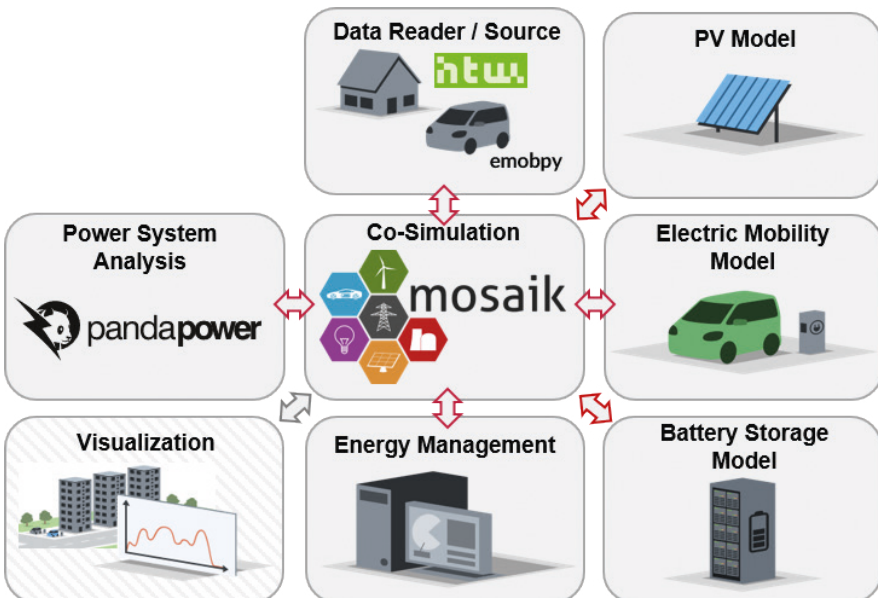 Data Reader / Source
htw.
emobpy
PV Model
Power System
Analysis
pandapower
Co-Simulation
mosaik
Electric Mobility
Model
Visualization
Energy Management
Battery Storage
Model